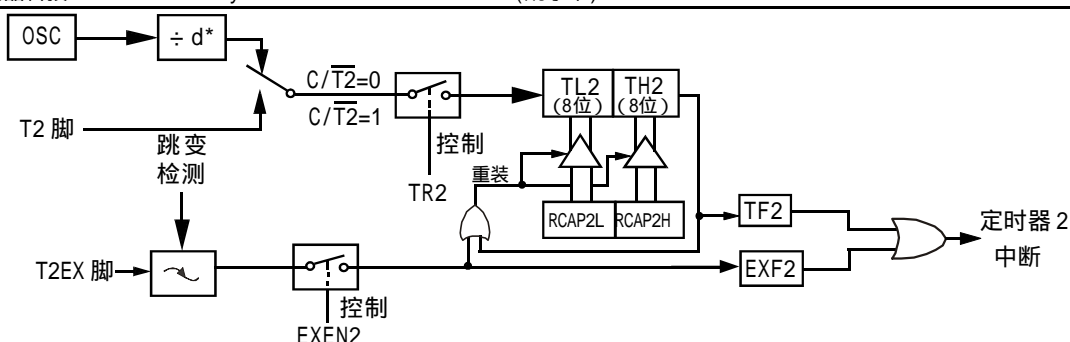 OSC
÷ d*
C/T2=0
C/T2=1
T2 脚
TL2
(8位)
TH2
(8位)
控制
TR2
重装
跳变
检测
RCAP2L
RCAP2H
TF2
定时器 2
中断
T2EX 脚
EXF2
控制
EXEN2